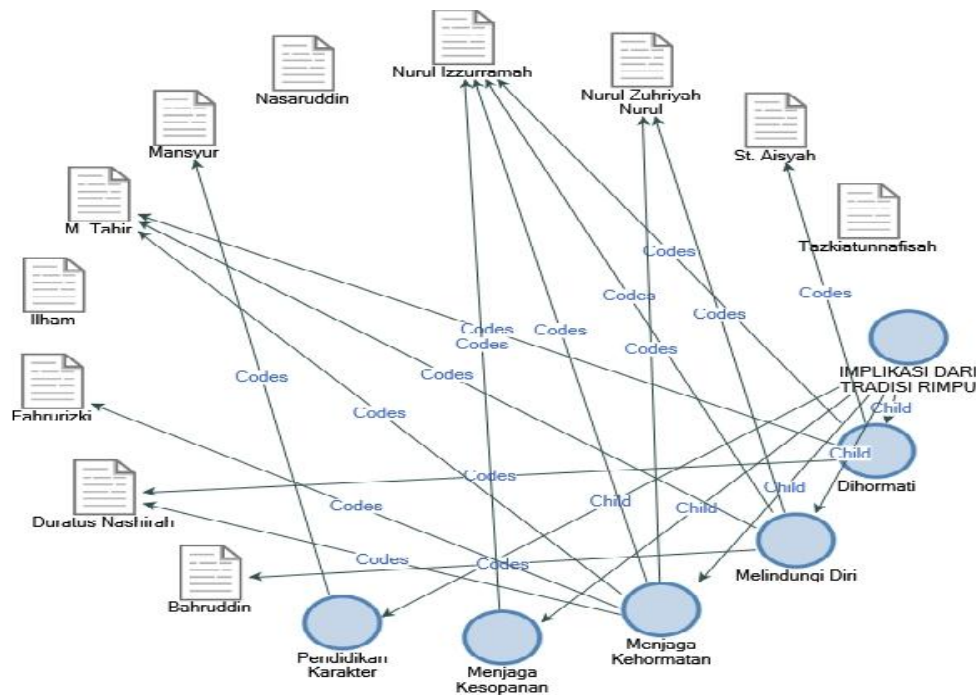 Nurul Izzurramah
Nasaruddin
Nurul Zuhriyah
Nurul
Mansyur
St. Aisyah
M. Tahir
Tazkiatunnafisah
Codes
Codes
Codes
Codes
Ilham
Codes
Codes
Codes
Codes
Codes
Fahrurizki
Codes
Codes
IMPLIKASI DARI
TRADISI RIMPU
Child
Codes
Child
Dihormati
Duratus Nashirah
Codes
Child
Child
Child
Codes
Codes
Melindungi Diri
Bahruddin
Pendidikan
Karakter
Menjaga
Kesopanan
Menjaga
Kehormatan